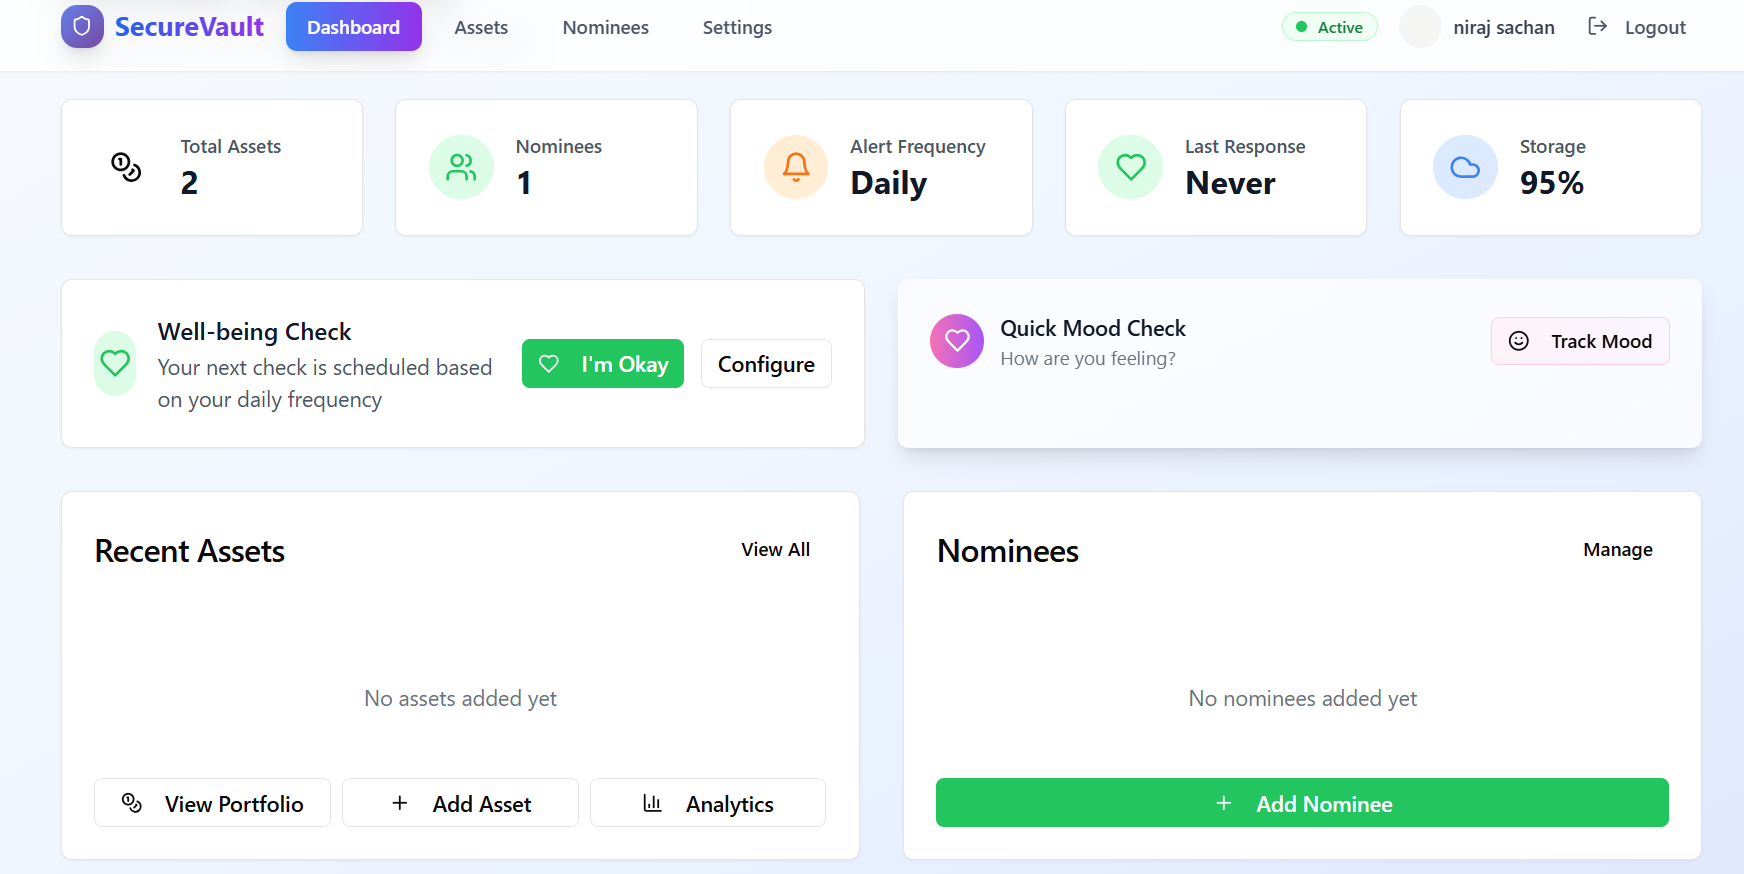 SecureVault
Dashboard
Assets
Nominees
Settings
Active
niraj sachan
Logout
Total Assets
2
Nominees
1
Alert Frequency
Daily
Last Response
Never
Storage
95%
Well-being Check
Your next check is scheduled based
on your daily frequency
I'm Okay
Configure
Quick Mood Check
How are you feeling?
Track Mood
Recent Assets
View All
No assets added yet
View Portfolio
Add Asset
Analytics
Nominees
Manage
No nominees added yet
Add Nominee